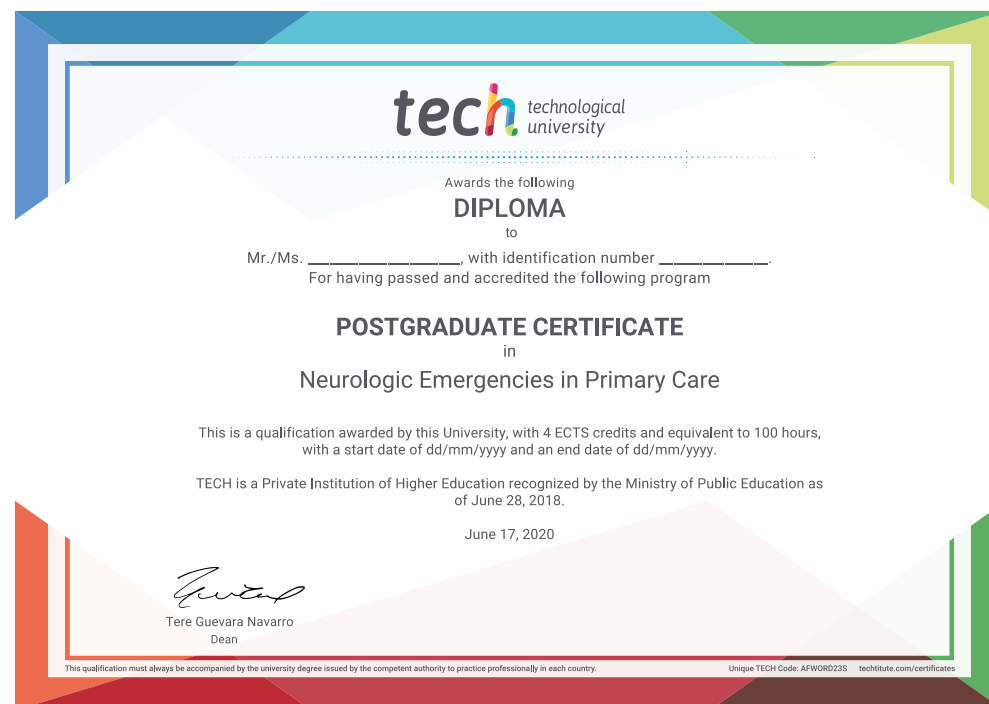 tech technological
university
Awards the following
DIPLOMA
to
Mr./Ms. ____________________, with identification number ______________.
For having passed and accredited the following program
POSTGRADUATE CERTIFICATE
in
Neurologic Emergencies in Primary Care
This is a qualification awarded by this University, with 4 ECTS credits and equivalent to 100 hours,
with a start date of dd/mm/yyyy and an end date of dd/mm/yyyy.
TECH is a Private Institution of Higher Education recognized by the Ministry of Public Education as
of June 28, 2018.
June 17, 2020
Tere Guevara Navarro
Dean
This qualification must always be accompanied by the university degree issued by the competent authority to practice professionally in each country.
Unique TECH Code: AFWORD23S techtitute.com/certificates